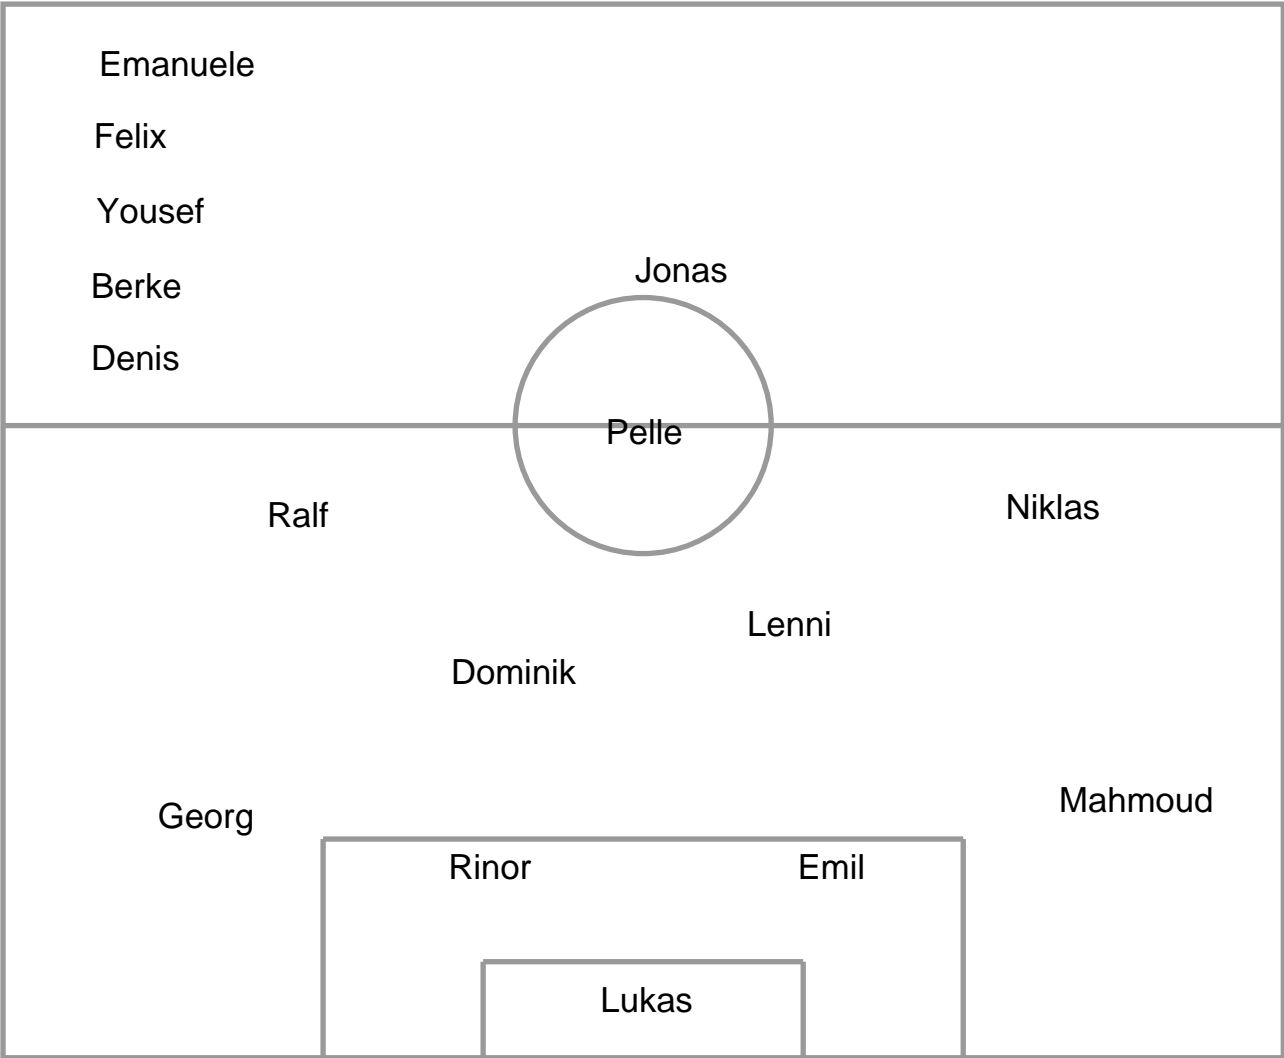 Emanuele
Felix
Yousef
Berke
Jonas
Denis
Pelle
Ralf
Niklas
Lenni
Dominik
Georg
Mahmoud
Rinor
Emil
Lukas